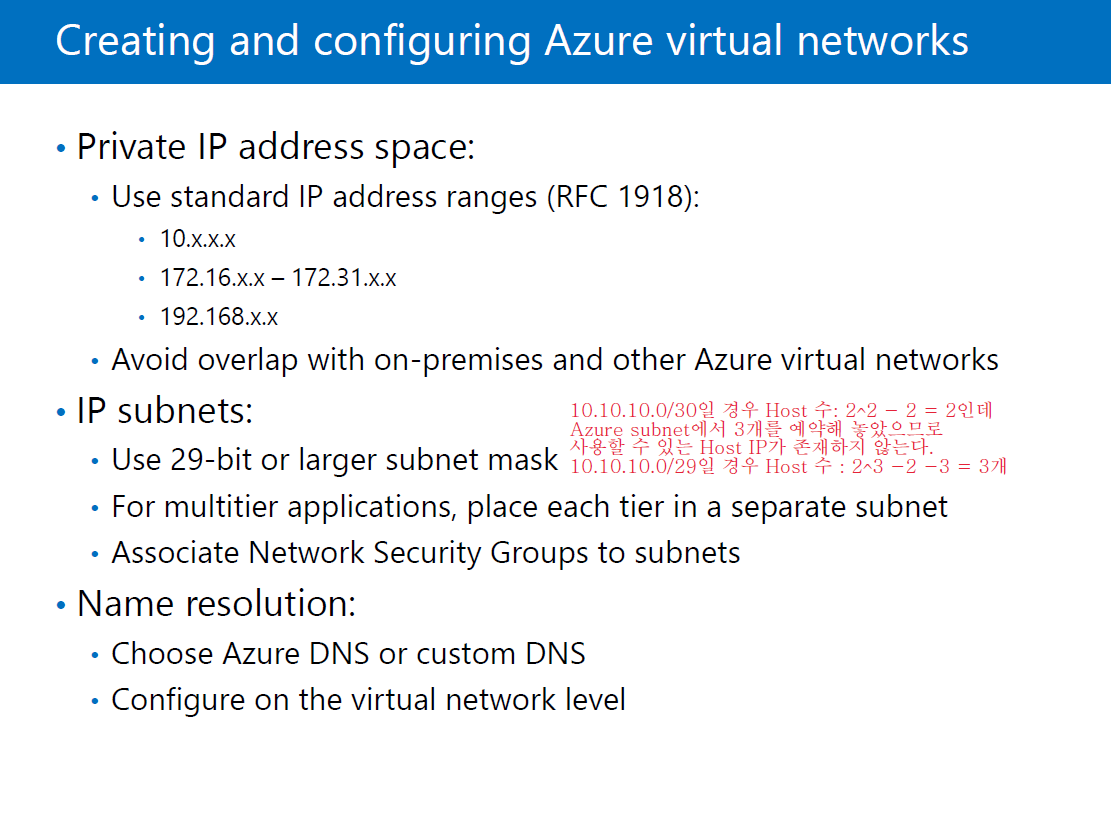 Creating and configuring Azure virtual networks
• Private IP address space:
• Use standard IP address ranges (RFC 1918):
• 10.x.x.x
• 172.16.x.x – 172.31.x.x
• 192.168.x.x
• Avoid overlap with on-premises and other Azure virtual networks
• IP subnets:
10.10.10.0/30일 경우 Host 수: 2^2 - 2 = 2인데
Azure subnet에서 3개를 예약해 놓았으므로
사용할 수 있는 Host IP가 존재하지 않는다.
10.10.10.0/29일 경우 Host 수 : 2^3 -2 -3 = 3개
• Use 29-bit or larger subnet mask
• For multitier applications, place each tier in a separate subnet
• Associate Network Security Groups to subnets
• Name resolution:
• Choose Azure DNS or custom DNS
• Configure on the virtual network level